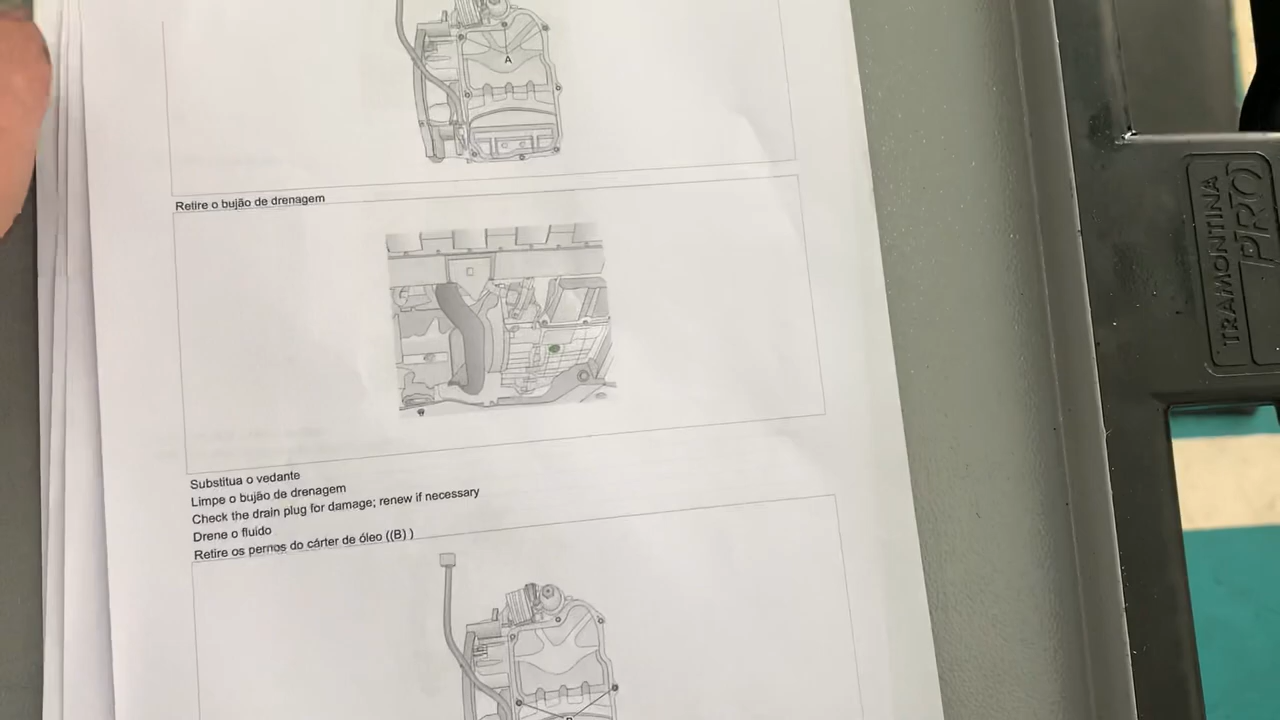 A
Retire o bujão de drenagem
Substitua o vedante
Limpe o bujão de drenagem
Check the drain plug for damage; renew if necessary
Drene o fluido
Retire os pernos do cárter de óleo ((B) )
TRAMONTINA
PRO